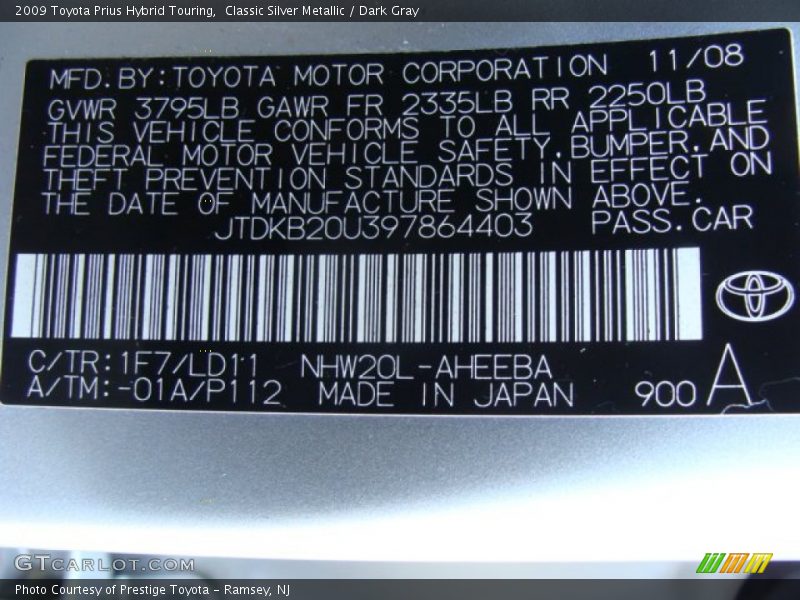 2009 Toyota Prius Hybrid Touring,  Classic Silver Metallic / Dark Gray
MFD.BY:TOYOTA MOTOR CORPORATION 11/08
GVWR 3795LB GAWR FR 2335LB RR 2250LB
THIS VEHICLE CONFORMS TO ALL APPLICABLE
FEDERAL MOTOR VEHICLE SAFETY,BUMPER,AND
THEFT PREVENTION STANDARDS IN EFFECT ON
THE DATE OF MANUFACTURE SHOWN ABOVE.
JTDKB20U397864403 PASS.CAR
C/TR:1F7/LD11 NHW20L-AHEEBA
A/TM:-01A/P112 MADE IN JAPAN 900 A
GTCARLOT.COM
Photo Courtesy of Prestige Toyota - Ramsey, NJ